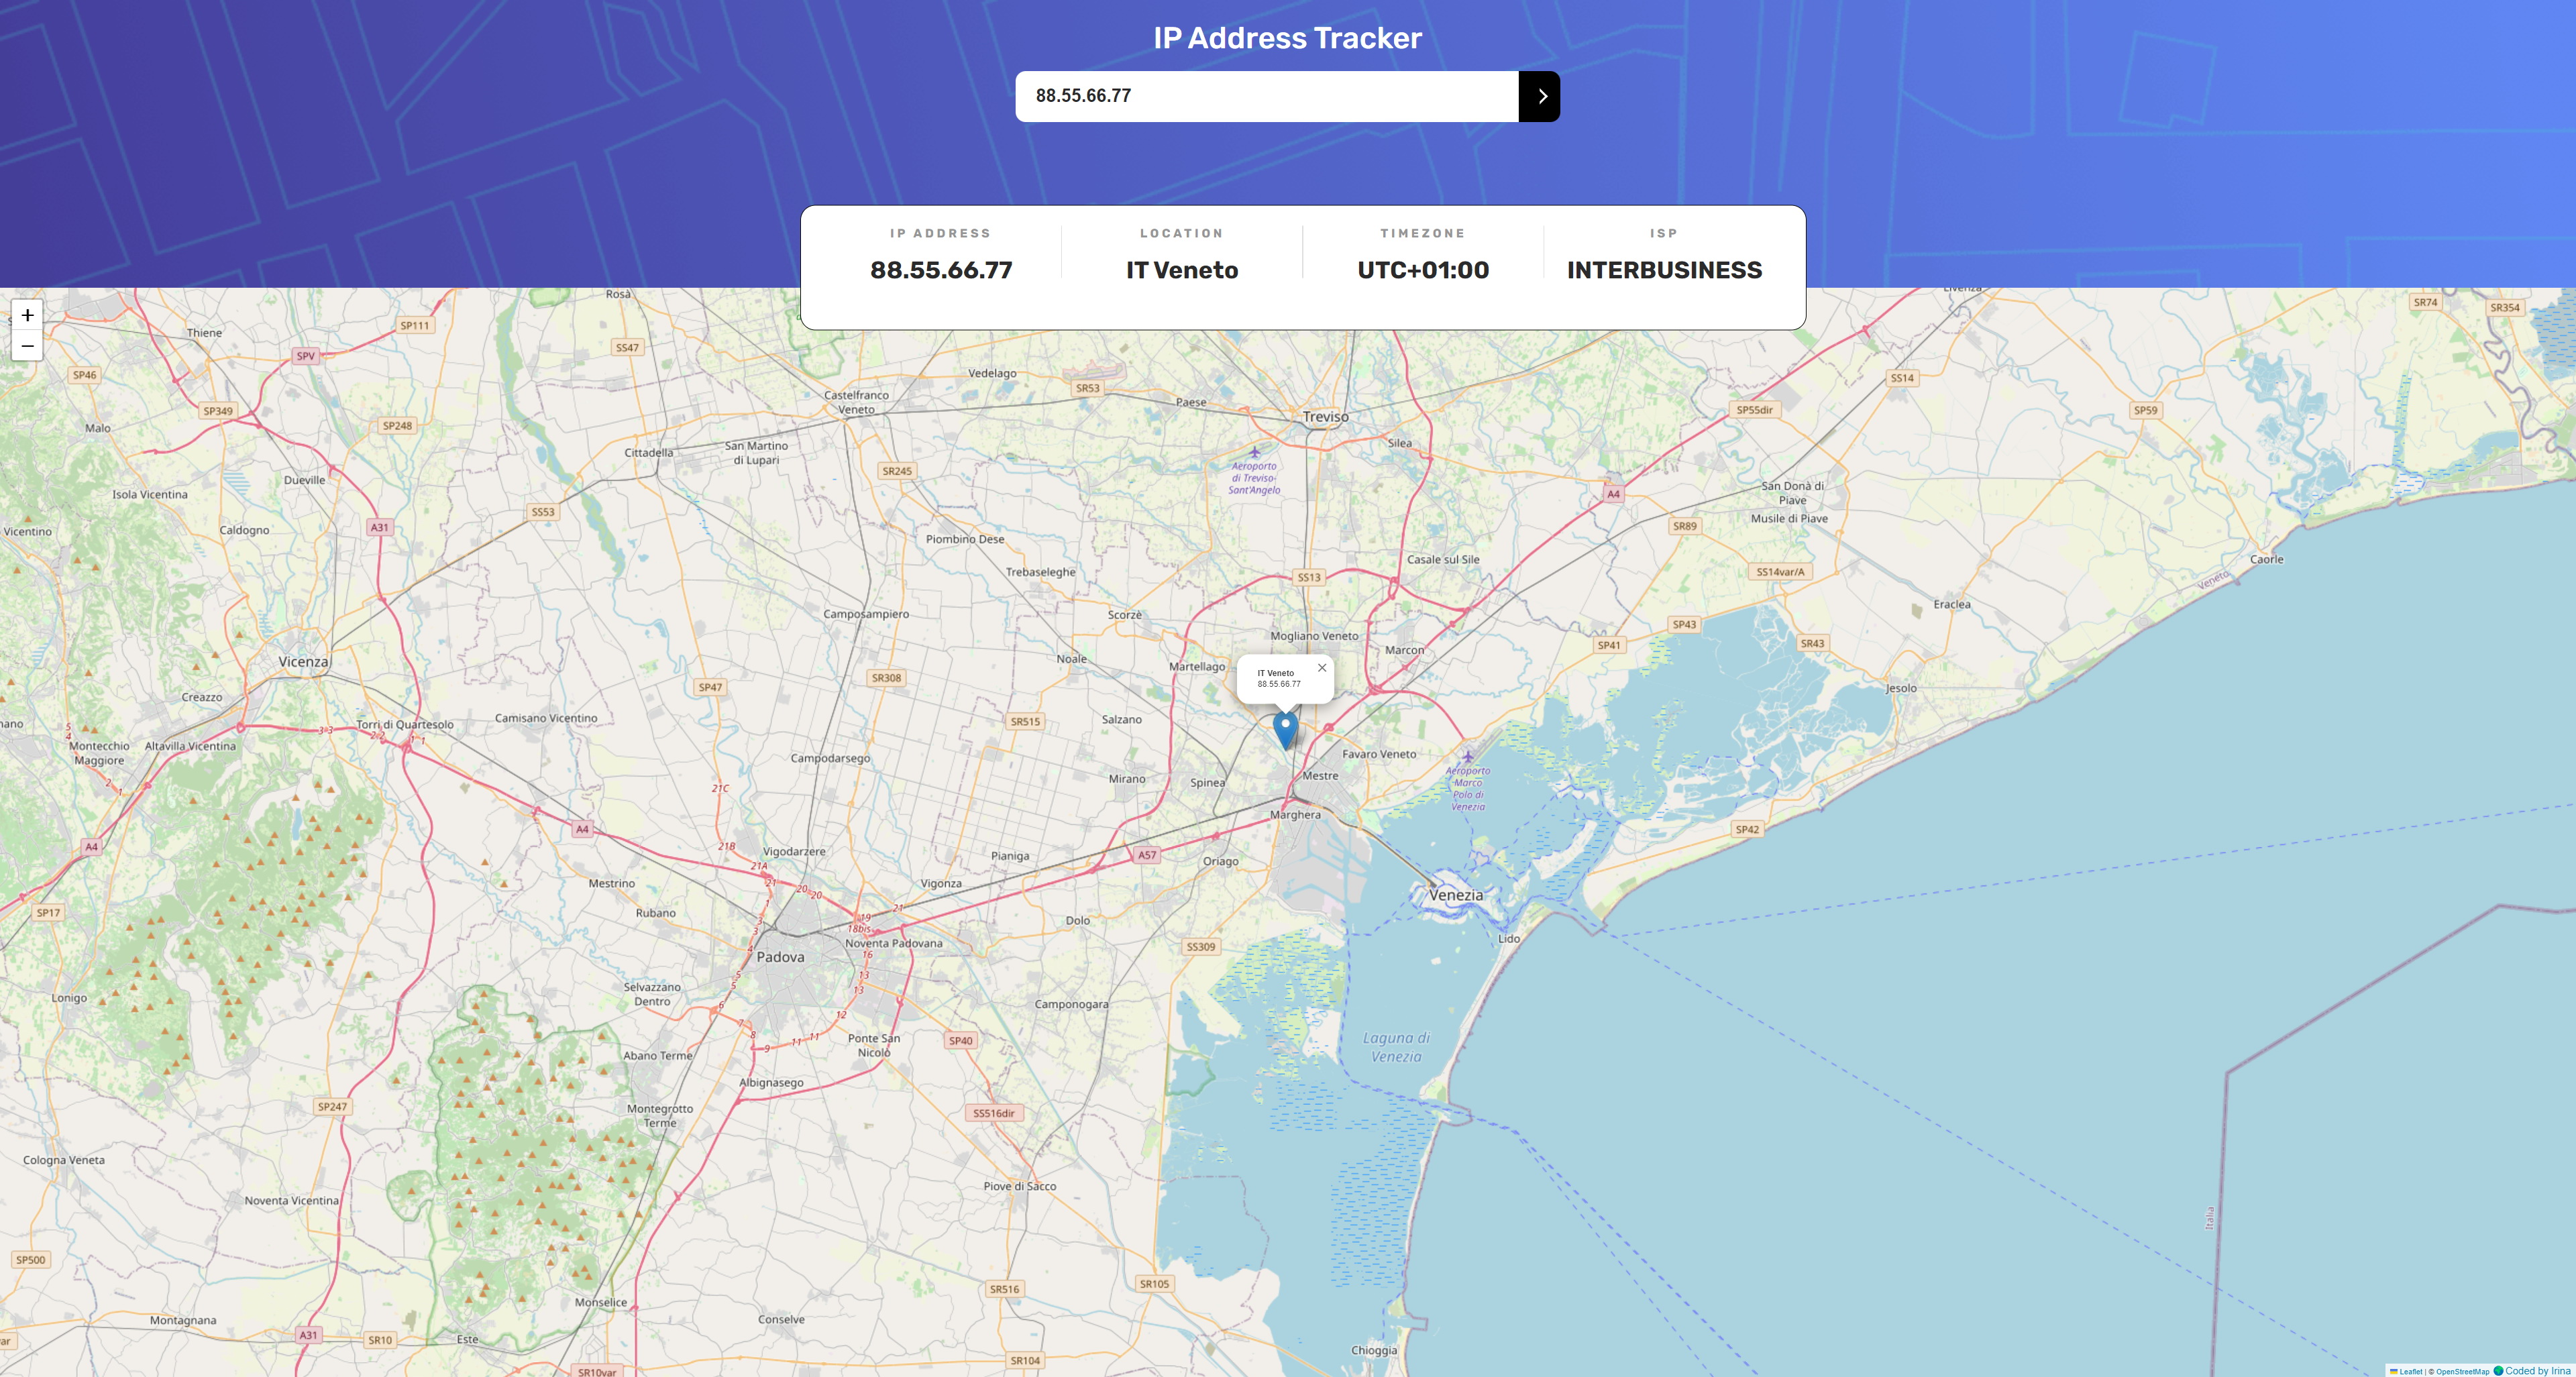 IP Address Tracker
88.55.66.77
IP ADDRESS
88.55.66.77
LOCATION
IT Veneto
TIMEZONE
UTC+01:00
ISP
INTERBUSINESS
+
−
Rosà
SR74
SR354
SP111
Thiene
SS47
SPV
Vedelago
SP46
SS14
SR53
Castelfranco
Veneto
Paese
SP349
SP55dir
SP59
Treviso
SP248
Malo
Silea
San Martino
di Lupari
Cittadella
Aeroporto
di Treviso-
Sant'Angelo
SR245
Dueville
San Donà di
Piave
Isola Vicentina
A4
SS53
Musile di Piave
A31
SR89
Vicentino
Caldogno
Piombino Dese
Casale sul Sile
Caorle
Trebaseleghe
SS14var/A
SS13
Veneto
Eraclea
Camposampiero
Scorzè
SP43
Mogliano Veneto
SR43
SP41
Marcon
Noale
Vicenza
Martellago
IT Veneto
88.55.66.77
SR308
SP47
Jesolo
Creazzo
Camisano Vicentino
Salzano
SR515
Torri di Quartesolo
Montecchio
Maggiore
Altavilla Vicentina
Campodarsego
Favaro Veneto
Mirano
Spinea
Mestre
Aeroporto
Marco
Polo di
Venezia
21C
Marghera
A4
SP42
A4
21B
Vigodarzere
Pianiga
A57
Oriago
21A
Mestrino
Vigonza
Venezia
SP17
Rubano
Dolo
18bis
Noventa Padovana
Lido
SS309
Padova
Selvazzano
Dentro
Lonigo
Camponogara
Ponte San
Nicolò
SP40
Laguna di
Venezia
Abano Terme
Albignasego
SP247
Montegrotto
Terme
SS516dir
Cologna Veneta
Piove di Sacco
Noventa Vicentina
Italia
SP500
SR105
SR516
Monselice
Montagnana
Conselve
A31
SR10
Este
Chioggia
SR104
SR10var
Leaflet | © OpenStreetMap Coded by Irina